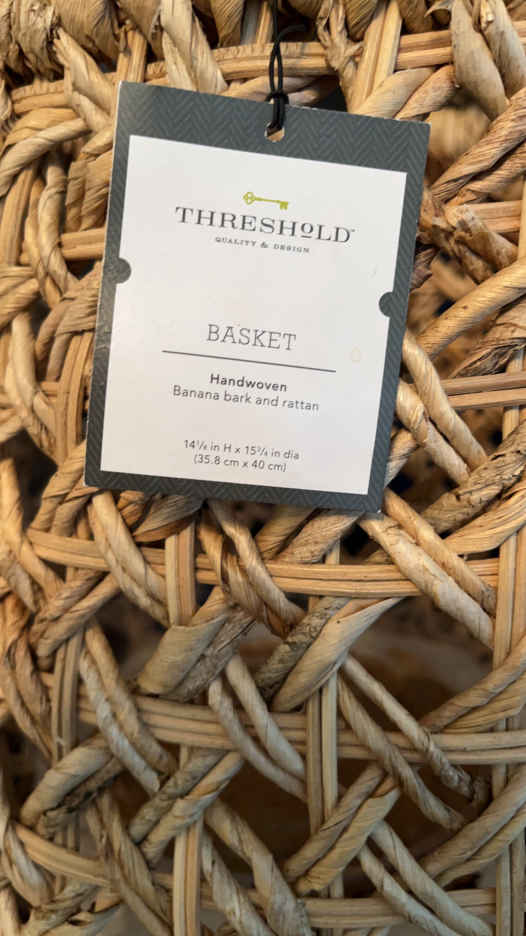 THRESHOLD™
QUALITY & DESIGN
BASKET
Handwoven
Banana bark and rattan
14⅛ in H x 15¾ in dia
(35.8 cm x 40 cm)